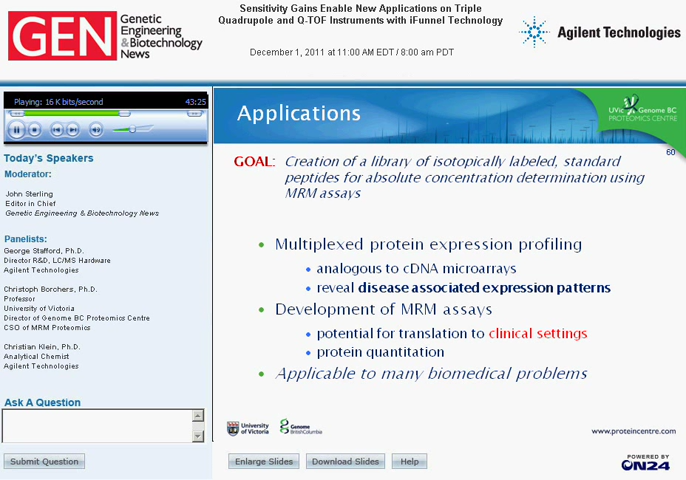 GEN
Genetic
Engineering
& Biotechnology
News
Sensitivity Gains Enable New Applications on Triple
Quadrupole and Q-TOF Instruments with iFunnel Technology
December 1, 2011 at 11:00 AM EDT / 8:00 am PDT
Agilent Technologies
Playing: 16 K bits/second
43:25
Today's Speakers
Moderator:
John Sterling
Editor in Chief
Genetic Engineering & Biotechnology News
Panelists:
George Stafford, Ph.D.
Director R&D, LC/MS Hardware
Agilent Technologies
Christoph Borchers, Ph.D.
Professor
University of Victoria
Director of Genome BC Proteomics Centre
CSO of MRM Proteomics
Christian Klein, Ph.D.
Analytical Chemist
Agilent Technologies
Ask A Question
Submit Question
Applications
UVic Genome BC
PROTEOMICS CENTRE
60
GOAL: Creation of a library of isotopically labeled, standard
peptides for absolute concentration determination using
MRM assays
• Multiplexed protein expression profiling
• analogous to cDNA microarrays
• reveal disease associated expression patterns
• Development of MRM assays
• potential for translation to clinical settings
• protein quantitation
• Applicable to many biomedical problems
University
of Victoria
Genome
BritishColumbia
www.proteincentre.com
Enlarge Slides
Download Slides
Help
POWERED BY
ON24